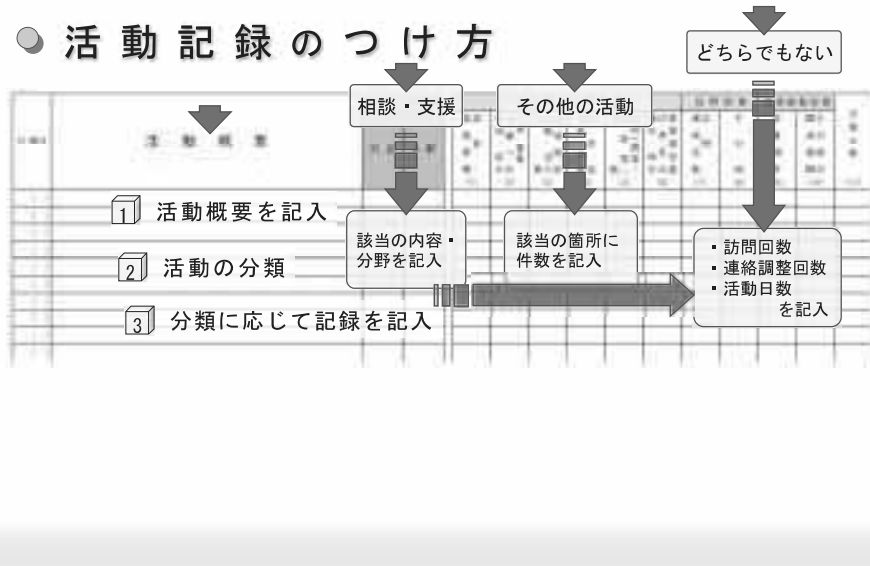 活動記録のつけ方
どちらでもない
相談・支援
その他の活動
活動概要
1 活動概要を記入
2 活動の分類
3 分類に応じて記録を記入
該当の内容・
分野を記入
該当の箇所に
件数を記入
・訪問回数
・連絡調整回数
・活動日数
を記入